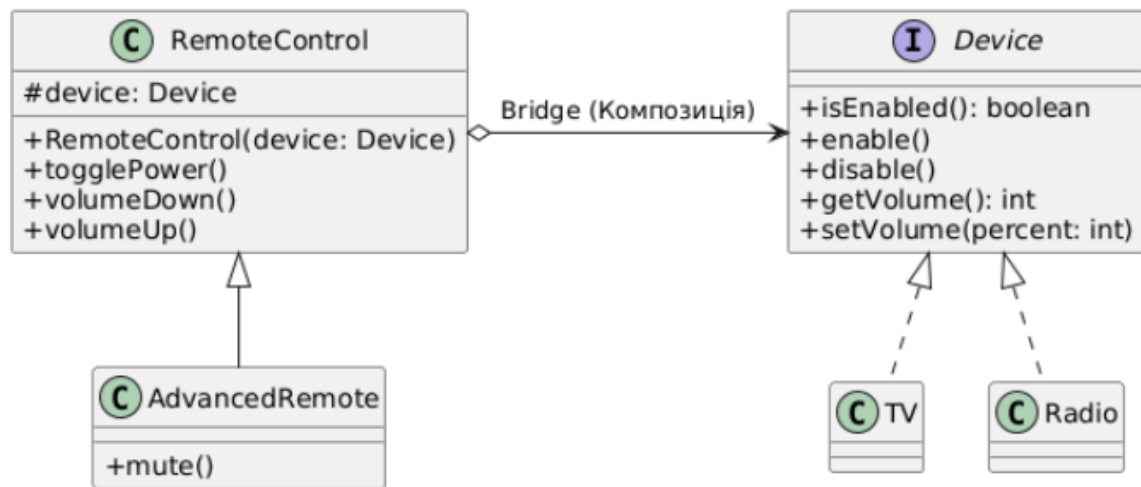 C RemoteControl
#device: Device
+RemoteControl(device: Device)
+togglePower()
+volumeDown()
+volumeUp()
Bridge (Композиція)
I Device
+isEnabled(): boolean
+enable()
+disable()
+getVolume(): int
+setVolume(percent: int)
C AdvancedRemote
+mute()
C TV
C Radio